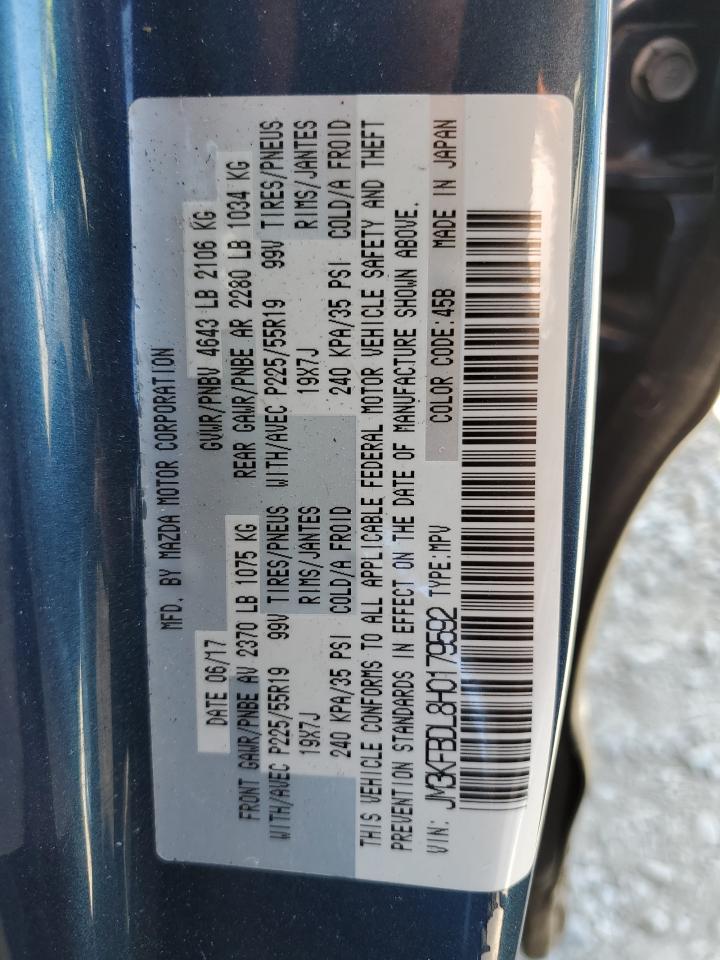 MFD. BY MAZDA MOTOR CORPORATION
DATE 06/17 GVWR/PNBV 4643 LB 2106 KG
FRONT GAWR/PNBE AV 2370 LB 1075 KG REAR GAWR/PNBE AR 2280 LB 1034 KG
WITH/AVEC P225/55R19 99V TIRES/PNEUS WITH/AVEC P225/55R19 99V TIRES/PNEUS
19X7J RIMS/JANTES 19X7J RIMS/JANTES
240 KPA/35 PSI COLD/A FROID 240 KPA/35 PSI COLD/A FROID
THIS VEHICLE CONFORMS TO ALL APPLICABLE FEDERAL MOTOR VEHICLE SAFETY AND THEFT
PREVENTION STANDARDS IN EFFECT ON THE DATE OF MANUFACTURE SHOWN ABOVE.
VIN: JM3KFBDL8H0179592 TYPE:MPV COLOR CODE:45B MADE IN JAPAN